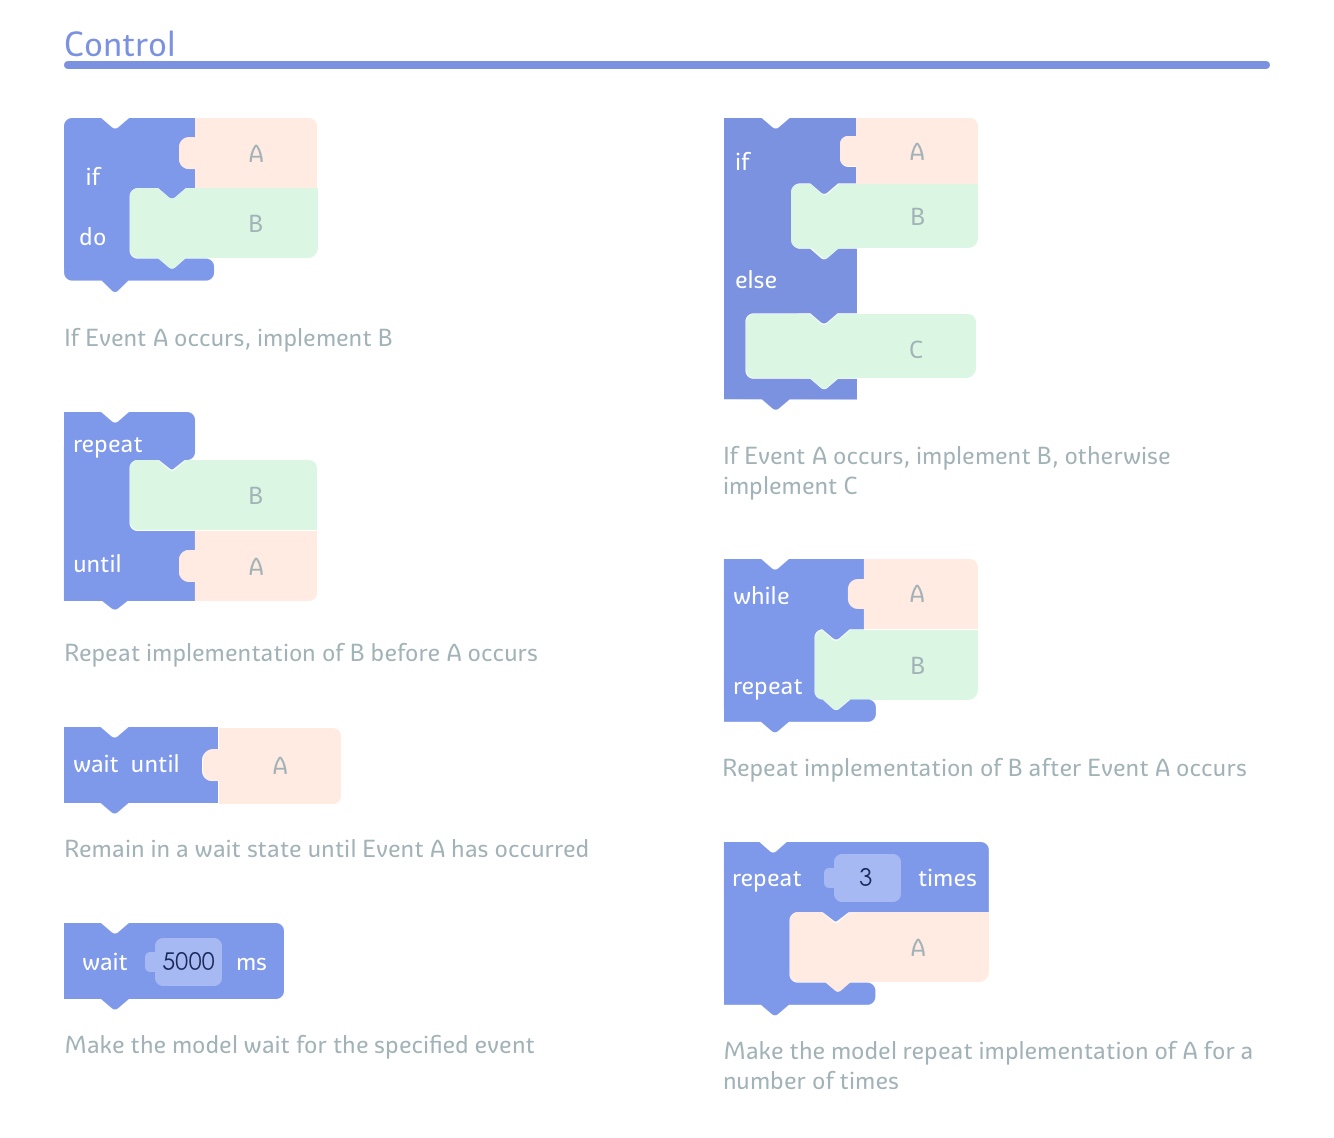 Control
if
A
do
B
If Event A occurs, implement B
repeat
B
until
A
Repeat implementation of B before A occurs
wait until
A
Remain in a wait state until Event A has occurred
wait 5000 ms
Make the model wait for the specified event
if
A
B
else
C
If Event A occurs, implement B, otherwise
implement C
while
A
B
repeat
Repeat implementation of B after Event A occurs
repeat 3 times
A
Make the model repeat implementation of A for a
number of times